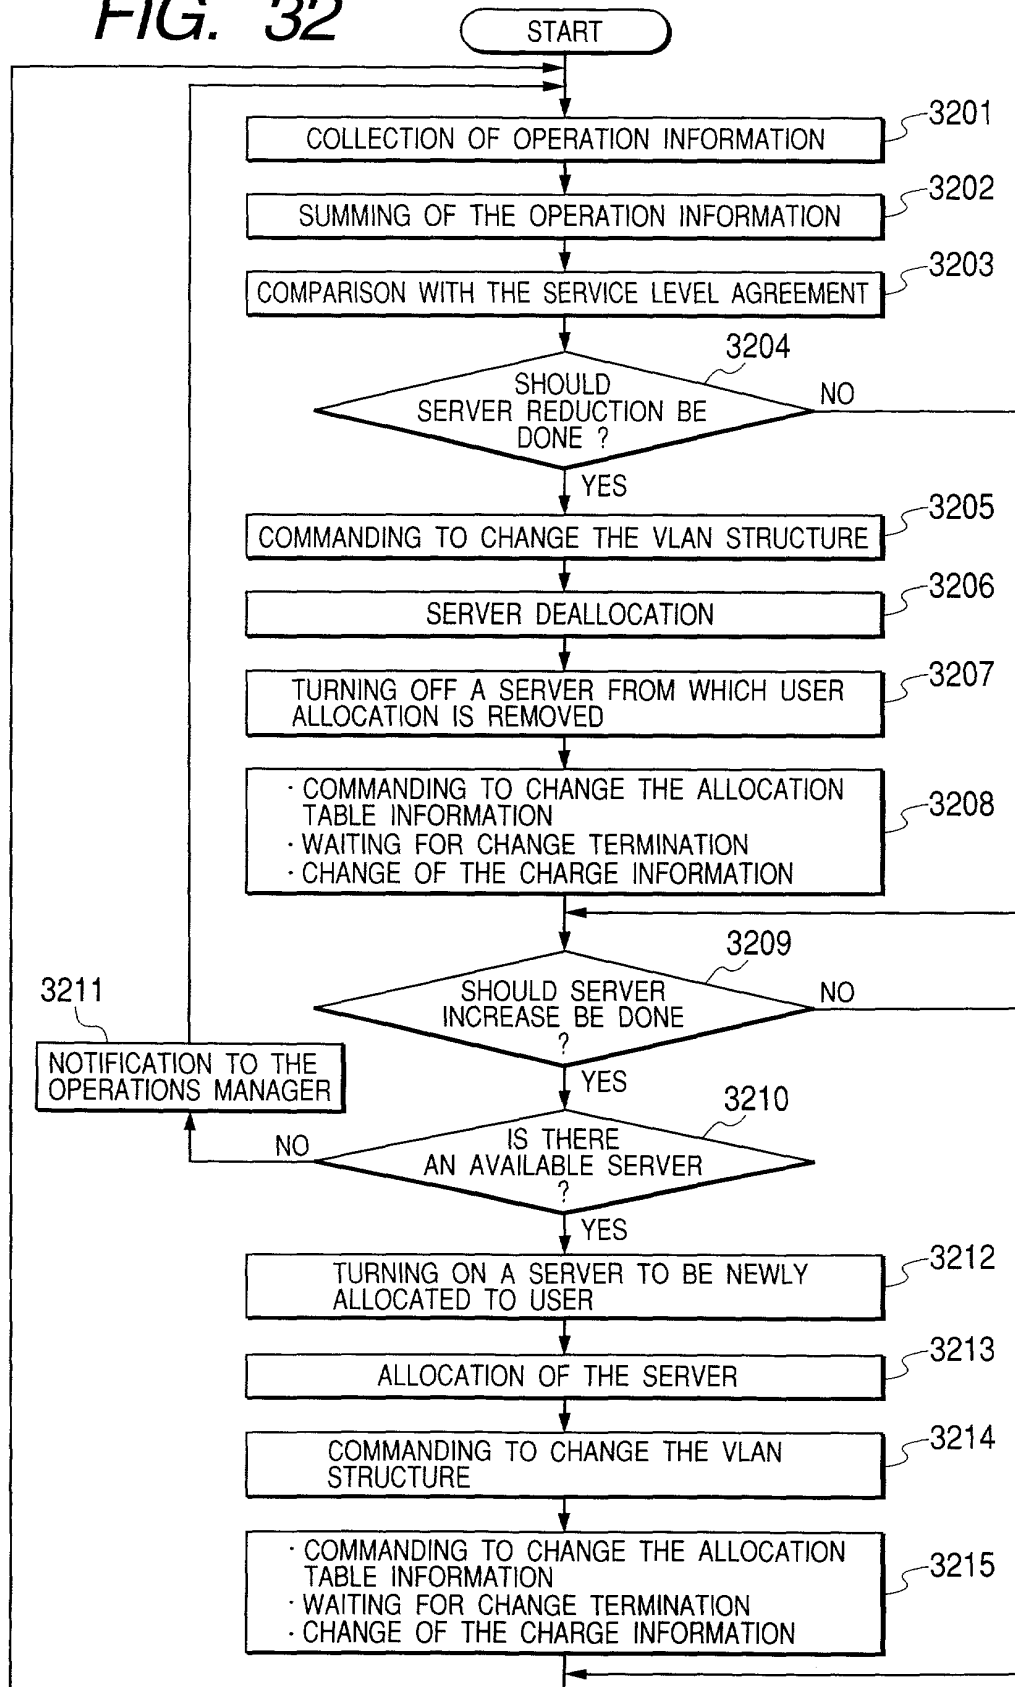 FIG. 32
START
3201
COLLECTION OF OPERATION INFORMATION
3202
SUMMING OF THE OPERATION INFORMATION
3203
COMPARISON WITH THE SERVICE LEVEL AGREEMENT
3204
SHOULD
SERVER REDUCTION BE
DONE ?
NO
YES
3205
COMMANDING TO CHANGE THE VLAN STRUCTURE
3206
SERVER DEALLOCATION
3207
TURNING OFF A SERVER FROM WHICH USER
ALLOCATION IS REMOVED
3208
· COMMANDING TO CHANGE THE ALLOCATION
TABLE INFORMATION
· WAITING FOR CHANGE TERMINATION
· CHANGE OF THE CHARGE INFORMATION
3209
SHOULD SERVER
INCREASE BE DONE
?
NO
YES
3211
NOTIFICATION TO THE
OPERATIONS MANAGER
3210
IS THERE
AN AVAILABLE SERVER
?
NO
YES
3212
TURNING ON A SERVER TO BE NEWLY
ALLOCATED TO USER
3213
ALLOCATION OF THE SERVER
3214
COMMANDING TO CHANGE THE VLAN
STRUCTURE
3215
· COMMANDING TO CHANGE THE ALLOCATION
TABLE INFORMATION
· WAITING FOR CHANGE TERMINATION
· CHANGE OF THE CHARGE INFORMATION